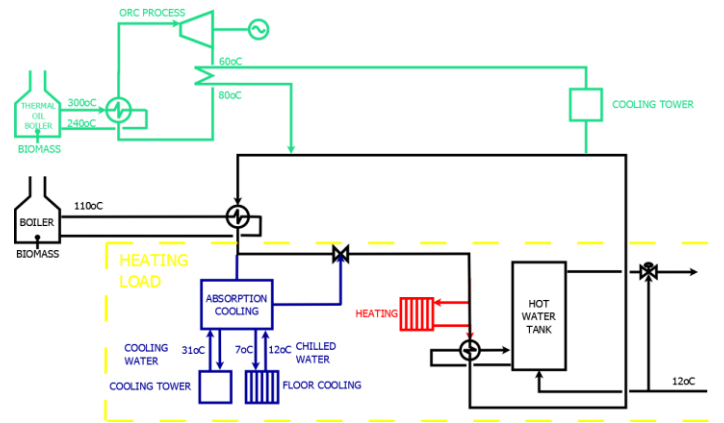 ORC PROCESS
60oC
80oC
300oC
240oC
THERMAL
OIL
BOILER
BIOMASS
COOLING TOWER
110oC
BOILER
BIOMASS
HEATING
LOAD
ABSORPTION
COOLING
HEATING
HOT
WATER
TANK
COOLING
WATER
31oC
7oC
12oC
CHILLED
WATER
COOLING TOWER
FLOOR COOLING
12oC